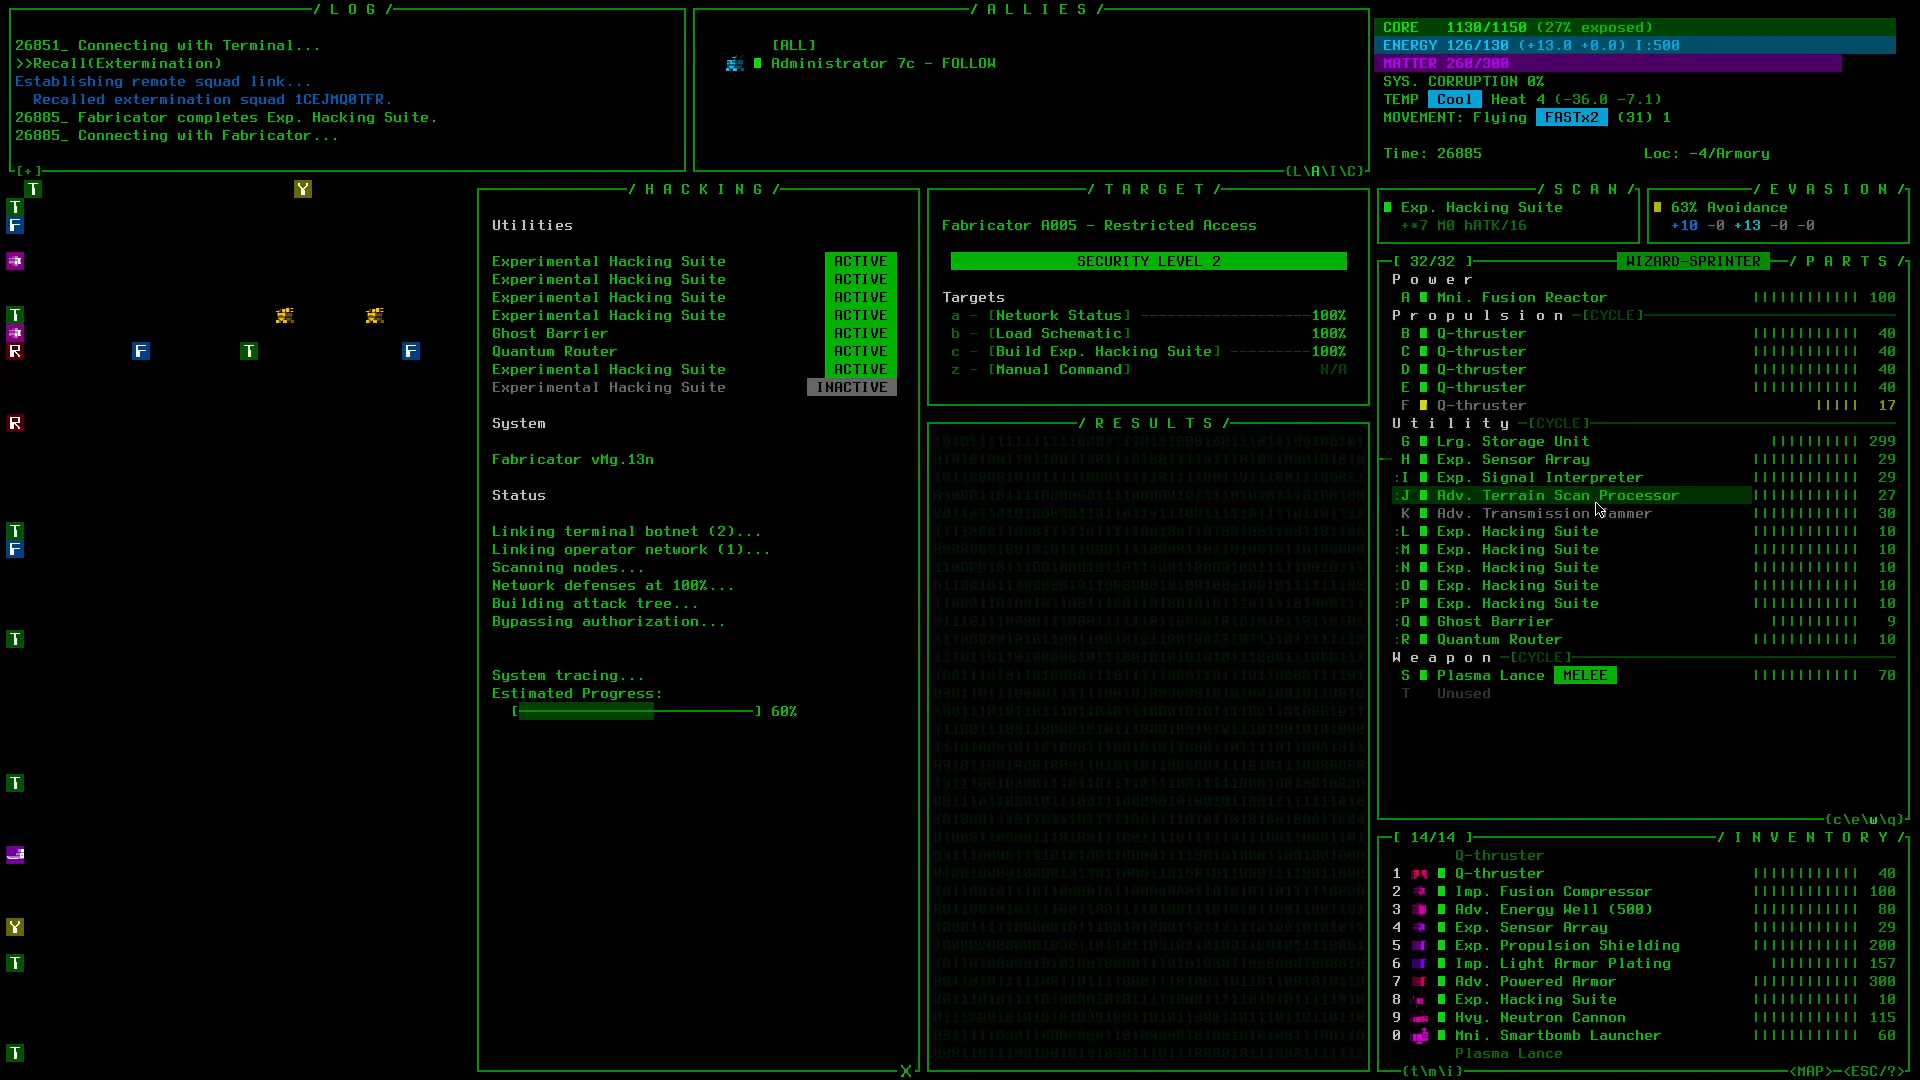 / L O G /
26851_ Connecting with Terminal...
>>Recall(Extermination)
Establishing remote squad link...
Recalled extermination squad 1CEJMQ0TFR.
26885_ Fabricator completes Exp. Hacking Suite.
26885_ Connecting with Fabricator...
[+]
/ A L L I E S /
[ALL]
Administrator 7c - FOLLOW
(L\A\I\C)
CORE 1130/1150 (27% exposed)
ENERGY 126/130 (+13.0 +0.0) I:500
MATTER 260/300
SYS. CORRUPTION 0%
TEMP Cool Heat 4 (-36.0 -7.1)
MOVEMENT: Flying FASTx2 (31) 1
Time: 26885 Loc: -4/Armory
/ S C A N /
Exp. Hacking Suite
+*7 M0 hATK/16
/ E V A S I O N /
63% Avoidance
+10 -0 +13 -0 -0
T
Y
T
F
T
R
F
T
F
R
T
F
T
T
Y
T
T
/ H A C K I N G /
Utilities
Experimental Hacking Suite ACTIVE
Experimental Hacking Suite ACTIVE
Experimental Hacking Suite ACTIVE
Experimental Hacking Suite ACTIVE
Ghost Barrier ACTIVE
Quantum Router ACTIVE
Experimental Hacking Suite ACTIVE
Experimental Hacking Suite INACTIVE
System
Fabricator vMg.13n
Status
Linking terminal botnet (2)...
Linking operator network (1)...
Scanning nodes...
Network defenses at 100%...
Building attack tree...
Bypassing authorization...
System tracing...
Estimated Progress:
[ ] 60%
X
/ T A R G E T /
Fabricator A005 - Restricted Access
SECURITY LEVEL 2
Targets
a - [Network Status] 100%
b - [Load Schematic] 100%
c - [Build Exp. Hacking Suite] 100%
z - [Manual Command] N/A
/ R E S U L T S /
[ 32/32 ] WIZARD-SPRINTER / P A R T S /
P o w e r
A Mni. Fusion Reactor 100
P r o p u l s i o n [CYCLE]
B Q-thruster 40
C Q-thruster 40
D Q-thruster 40
E Q-thruster 40
F Q-thruster 17
U t i l i t y [CYCLE]
G Lrg. Storage Unit 299
H Exp. Sensor Array 29
:I Exp. Signal Interpreter 29
:J Adv. Terrain Scan Processor 27
K Adv. Transmission Jammer 30
:L Exp. Hacking Suite 10
:M Exp. Hacking Suite 10
:N Exp. Hacking Suite 10
:O Exp. Hacking Suite 10
:P Exp. Hacking Suite 10
:Q Ghost Barrier 9
:R Quantum Router 10
W e a p o n [CYCLE]
S Plasma Lance MELEE 70
T Unused
(c\e\w\q)
[ 14/14 ] / I N V E N T O R Y /
Q-thruster
1 Q-thruster 40
2 Imp. Fusion Compressor 100
3 Adv. Energy Well (500) 80
4 Exp. Sensor Array 29
5 Exp. Propulsion Shielding 200
6 Imp. Light Armor Plating 157
7 Adv. Powered Armor 300
8 Exp. Hacking Suite 10
9 Hvy. Neutron Cannon 115
0 Mni. Smartbomb Launcher 60
Plasma Lance
(t\m\i) <MAP> <ESC/?>